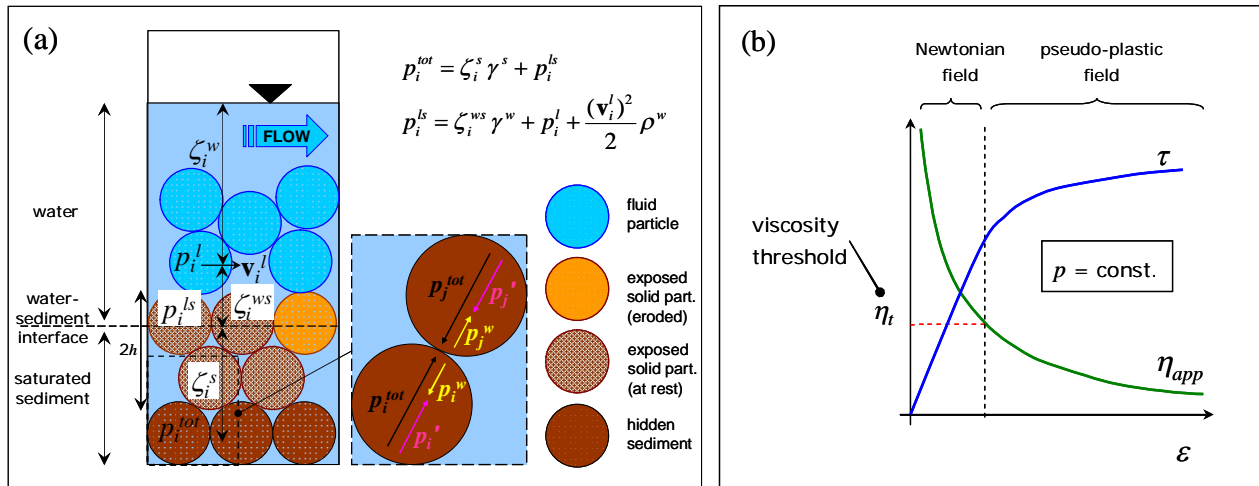 (a)
p_i^{tot} = ζ_i^s γ^s + p_i^{ls}
p_i^{ls} = ζ_i^{ws} γ^w + p_i^l + (v_i^l)^2 / 2 ρ^w
FLOW
ζ_i^w
water
p_i^l
v_i^l
p_i^{ls}
ζ_i^{ws}
water-
sediment
interface
2h
saturated
sediment
ζ_i^s
p_i^{tot}
p_j^{tot}
p_j'
p_j^w
p_i^{tot}
p_i^w
p_i'
fluid
particle
exposed
solid part.
(eroded)
exposed
solid part.
(at rest)
hidden
sediment
(b)
Newtonian
field
pseudo-plastic
field
τ
viscosity
threshold
η_t
p = const.
η_{app}
ε